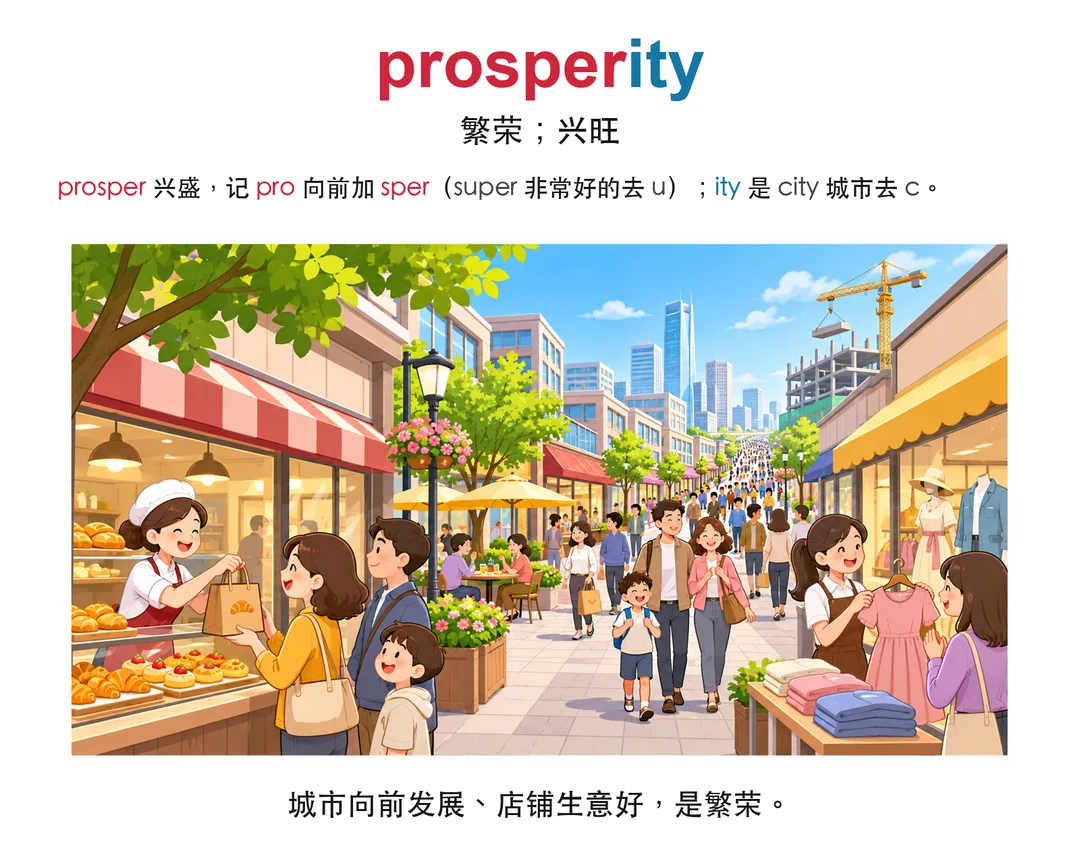 prosperity
繁荣；兴旺
prosper 兴盛，记 pro 向前加 sper（super 非常好的去 u）；ity 是 city 城市去 c。
城市向前发展、店铺生意好，是繁荣。